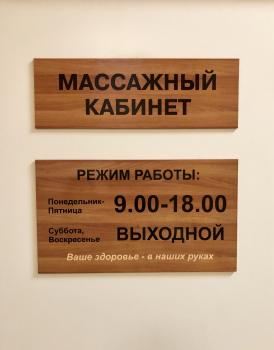 МАССАЖНЫЙ
КАБИНЕТ
РЕЖИМ РАБОТЫ:
Понедельник-
Пятница
9.00-18.00
Суббота,
Воскресенье
ВЫХОДНОЙ
Ваше здоровье - в наших руках